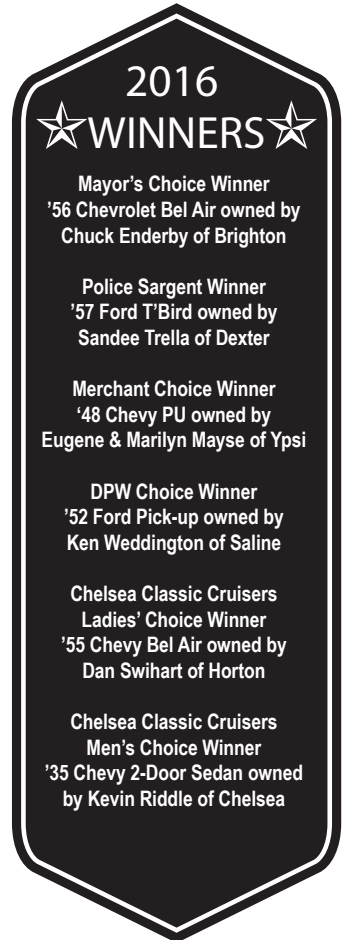 2016
WINNERS
Mayor’s Choice Winner
’56 Chevrolet Bel Air owned by
Chuck Enderby of Brighton
Police Sargent Winner
’57 Ford T’Bird owned by
Sandee Trella of Dexter
Merchant Choice Winner
‘48 Chevy PU owned by
Eugene & Marilyn Mayse of Ypsi
DPW Choice Winner
’52 Ford Pick-up owned by
Ken Weddington of Saline
Chelsea Classic Cruisers
Ladies’ Choice Winner
’55 Chevy Bel Air owned by
Dan Swihart of Horton
Chelsea Classic Cruisers
Men’s Choice Winner
’35 Chevy 2-Door Sedan owned
by Kevin Riddle of Chelsea